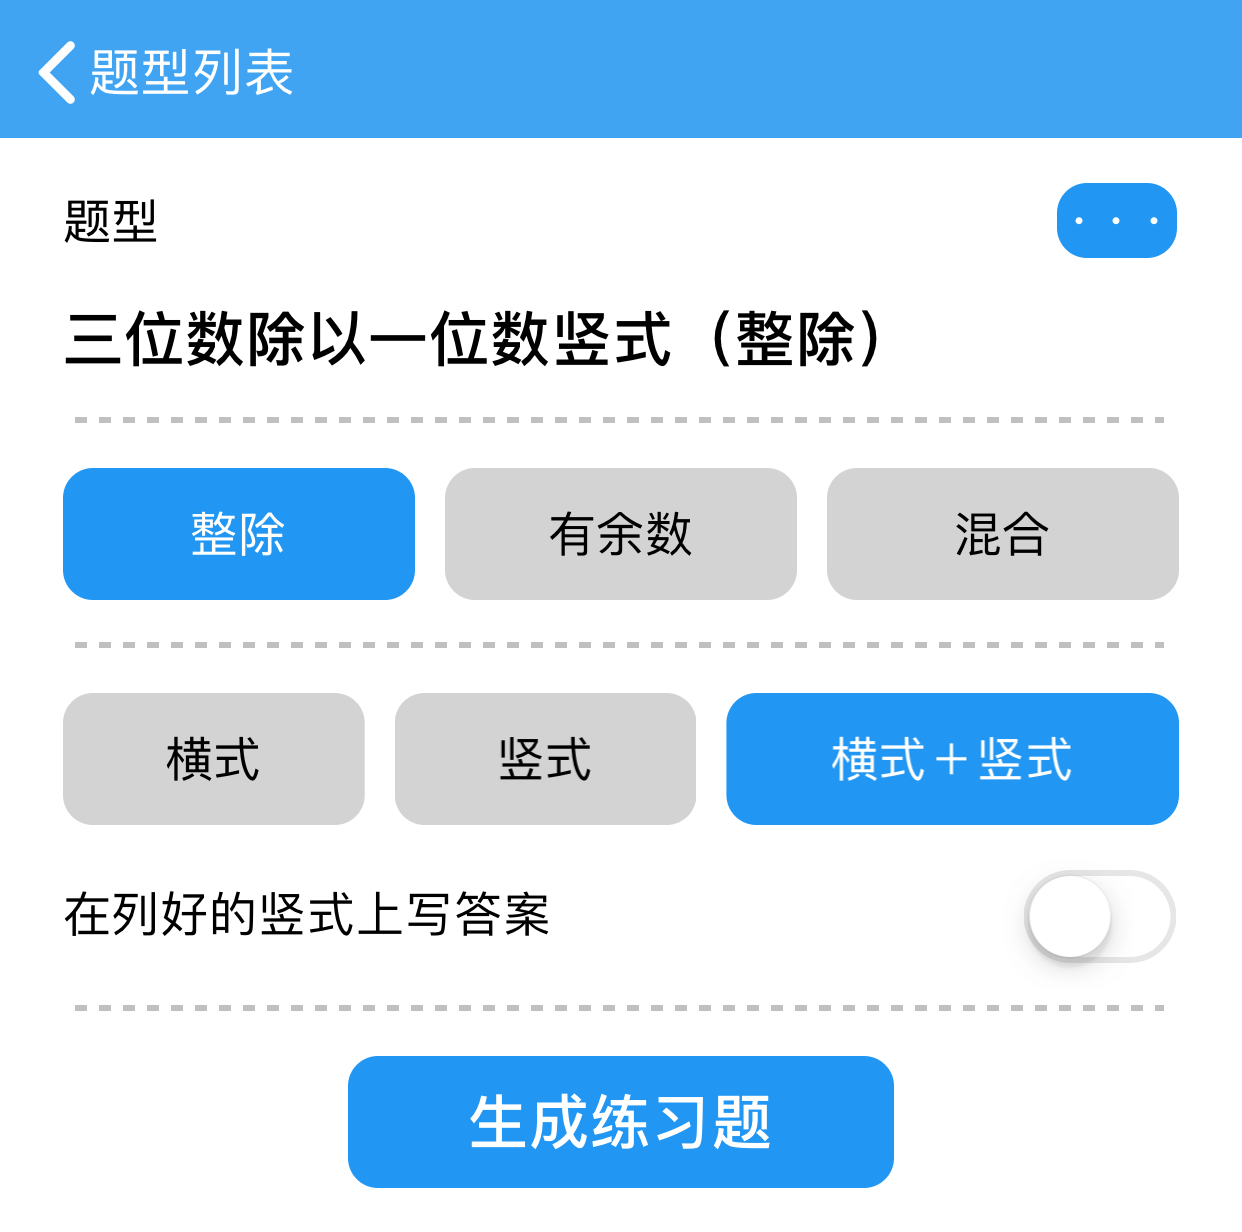 题型列表
题型
三位数除以一位数竖式（整除）
整除 有余数 混合
横式 竖式 横式＋竖式
在列好的竖式上写答案
生成练习题